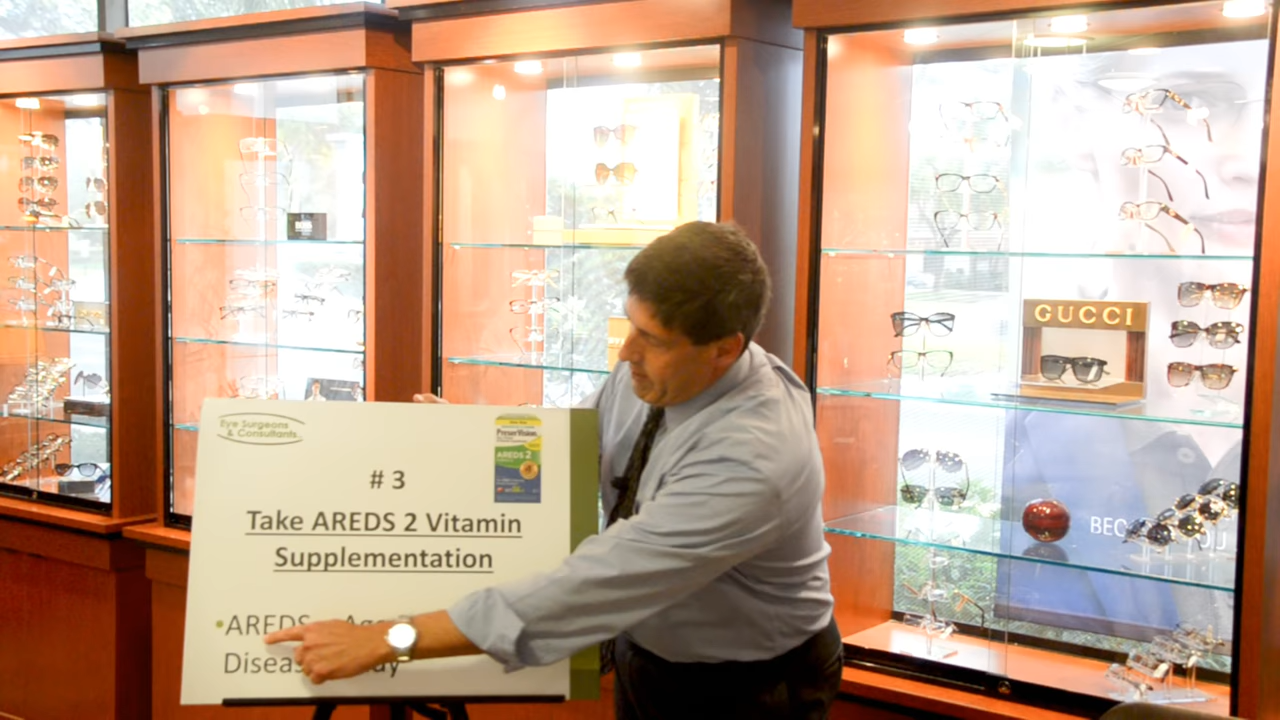 Eye Surgeons
& Consultants
PreserVision
AREDS 2
# 3
Take AREDS 2 Vitamin
Supplementation
•AREDS
GUCCI